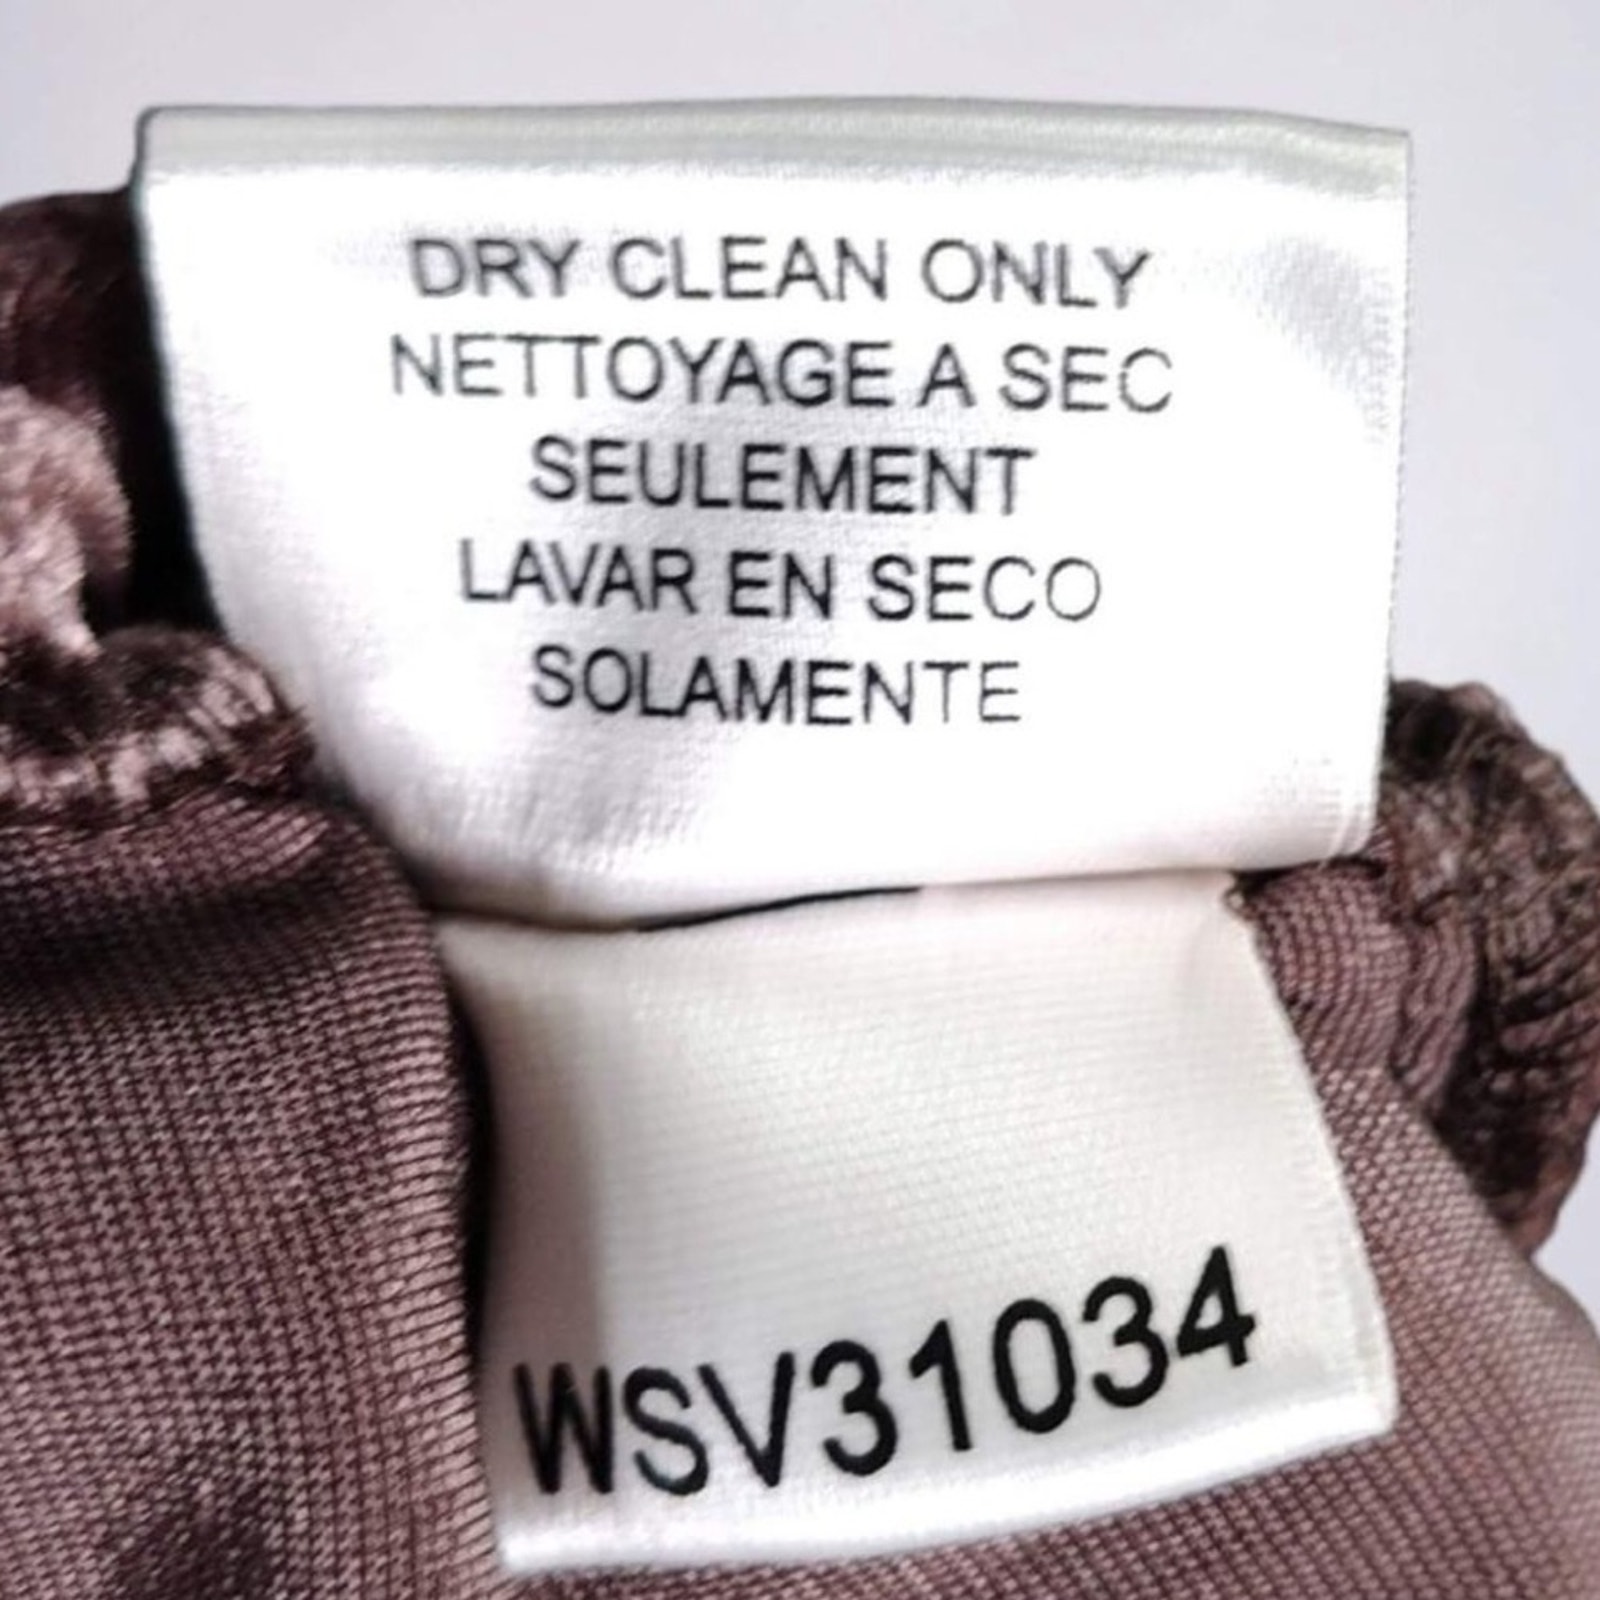 DRY CLEAN ONLY
NETTOYAGE A SEC
SEULEMENT
LAVAR EN SECO
SOLAMENTE
WSV31034